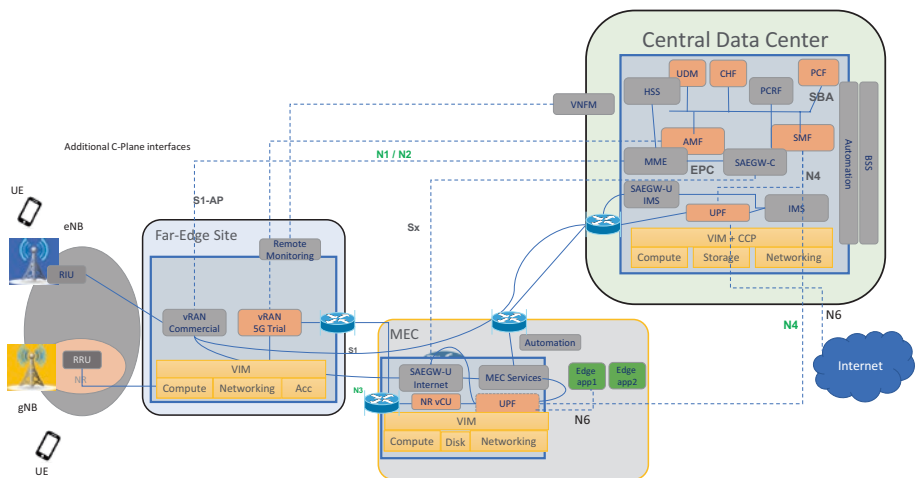 Central Data Center
UDM
CHF
PCF
HSS
PCRF
SBA
VNFM
AMF
SMF
MME
SAEGW-C
EPC
N4
SAEGW-U
IMS
UPF
IMS
VIM + CCP
Compute
Storage
Networking
Automation
BSS
Additional C-Plane interfaces
N1 / N2
S1-AP
Sx
UE
eNB
RIU
RRU
NR
gNB
UE
Far-Edge Site
Remote
Monitoring
vRAN
Commercial
vRAN
5G Trial
VIM
Compute
Networking
Acc
S1
N3
MEC
Automation
SAEGW-U
Internet
MEC Services
NR vCU
UPF
VIM
Compute
Disk
Networking
Edge
app1
Edge
app2
N6
N4
N6
Internet